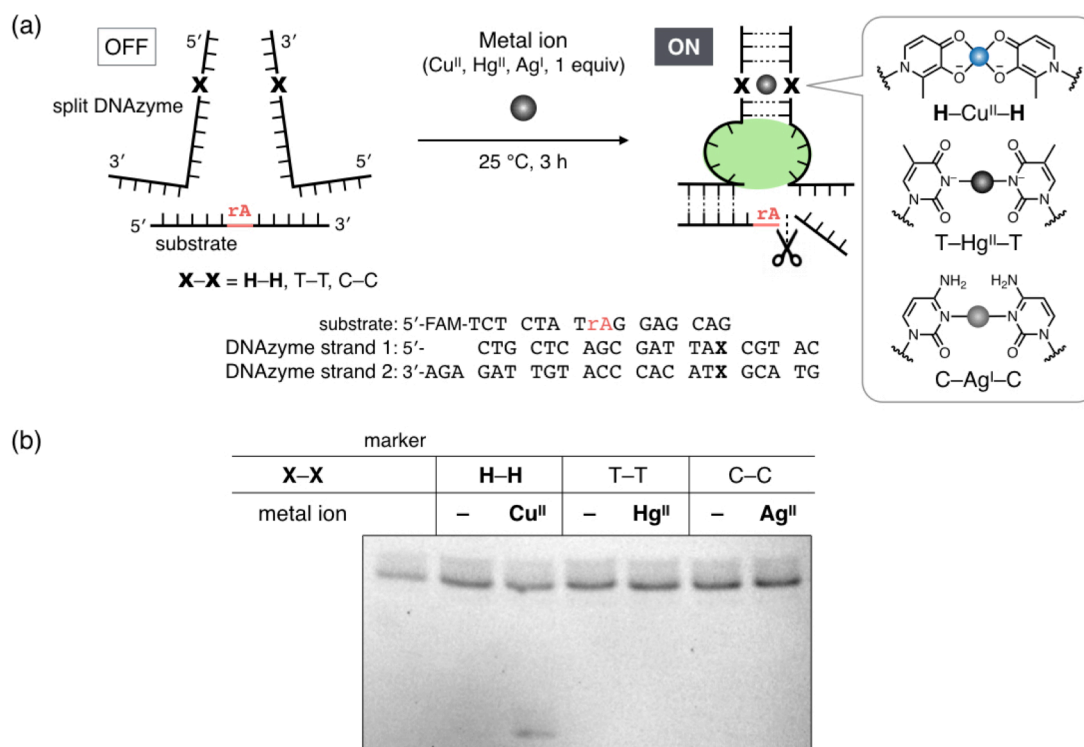 (a)
OFF
5′
3′
X
X
split DNAzyme
3′
5′
rA
5′
3′
substrate
X–X = H–H, T–T, C–C
Metal ion
(Cuᴵᴵ, Hgᴵᴵ, Agᴵ, 1 equiv)
25 °C, 3 h
ON
X X
rA
substrate: 5′-FAM-TCT CTA TrAG GAG CAG
DNAzyme strand 1: 5′- CTG CTC AGC GAT TAX CGT AC
DNAzyme strand 2: 3′-AGA GAT TGT ACC CAC ATX GCA TG
O O
N O⁻ ⁻O N
H–Cuᴵᴵ–H
O O
N⁻ N⁻
N O O N
T–Hgᴵᴵ–T
NH₂ H₂N
N N
N O O N
C–Agᴵ–C
(b)
marker
X–X H–H T–T C–C
metal ion – Cuᴵᴵ – Hgᴵᴵ – Agᴵᴵ